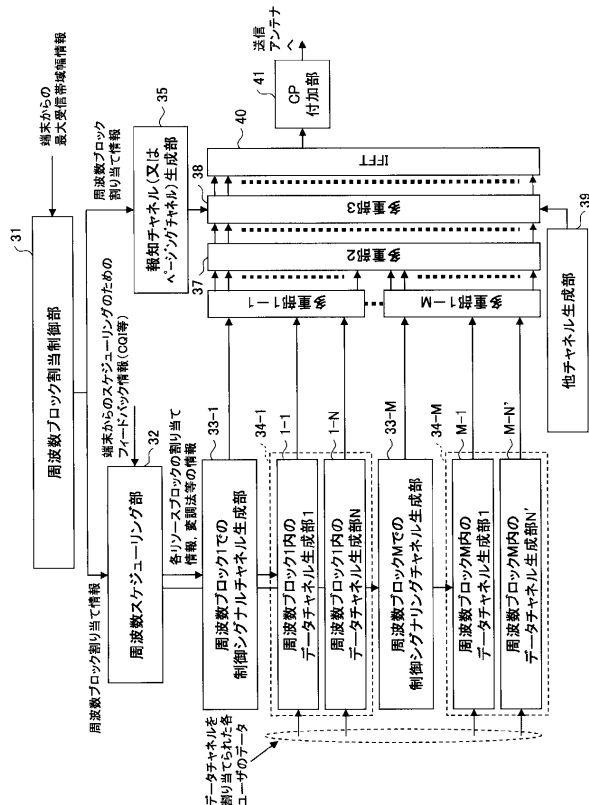 端末からの
最大受信帯域幅情報
31
周波数ブロック割当制御部
周波数ブロック割り当て情報
周波数ブロック
割り当て情報
端末からのスケジューリングのための
フィードバック情報(CQI等)
32
周波数スケジューリング部
各リソースブロックの割り当て
情報、変調法等の情報
35
報知チャネル(又は
ページングチャネル)生成部
データチャネルを
割り当てられた各
ユーザのデータ
33-1
周波数ブロック1での
制御シグナルチャネル生成部
34-1
1-1
周波数ブロック1内の
データチャネル生成部1
1-N
周波数ブロック1内の
データチャネル生成部N
33-M
周波数ブロックMでの
制御シグナリングチャネル生成部
34-M
M-1
周波数ブロックM内の
データチャネル生成部1
M-N'
周波数ブロックM内の
データチャネル生成部N'
多重部1-1
多重部1-M
37
多重部2
38
多重部3
40
IFFT
41
CP
付加部
送信
アンテナ
へ
39
他チャネル生成部